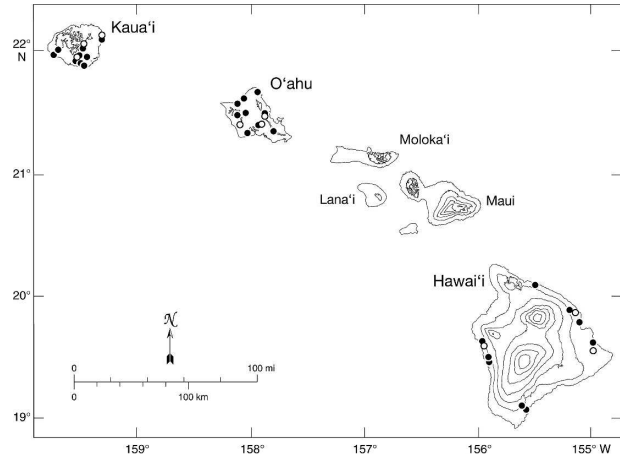 Kaua‘i
22°
N
O‘ahu
Moloka‘i
21°
Lana‘i
Maui
Hawai‘i
20°
N
0 100 mi
0 100 km
19°
159° 158° 157° 156° 155° W